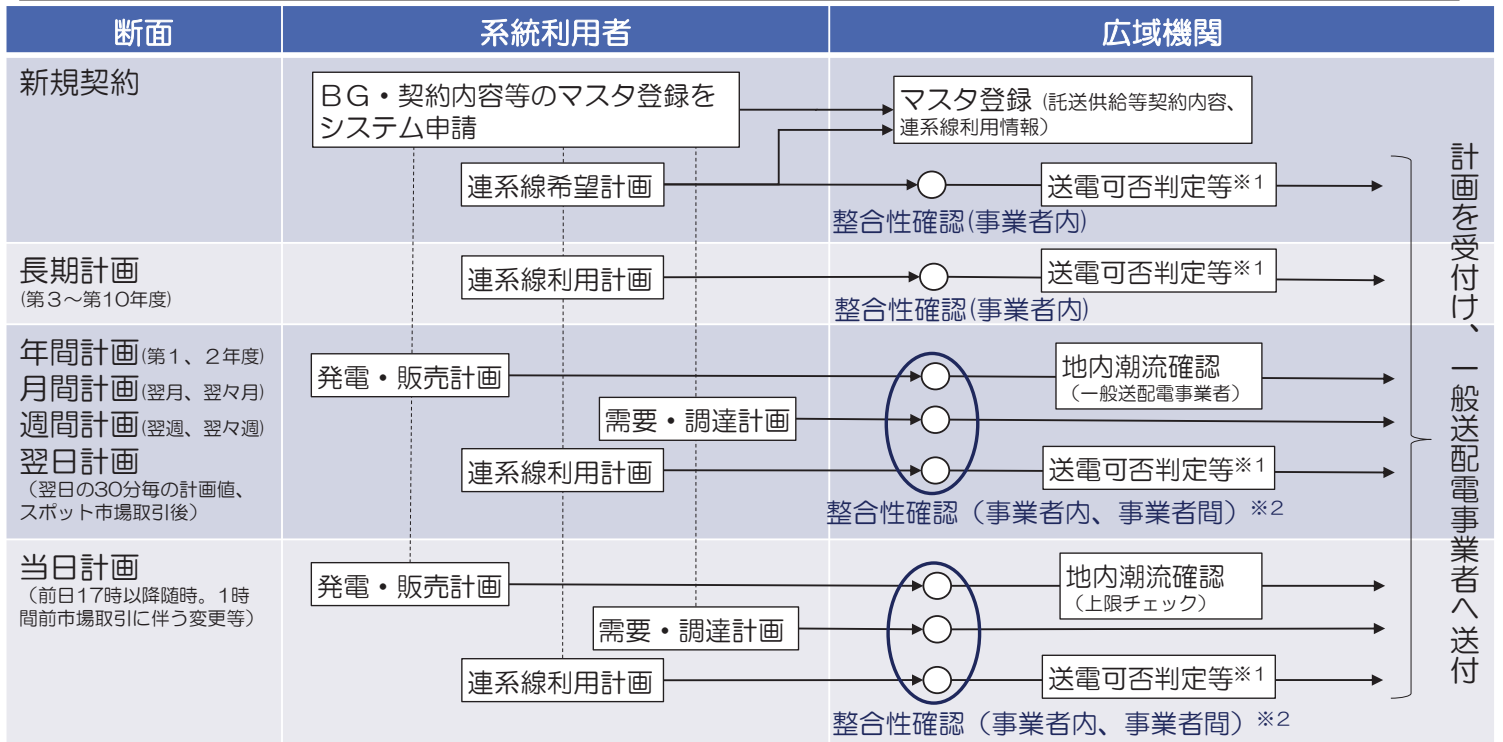 断面
系統利用者
広域機関
新規契約
BG・契約内容等のマスタ登録を
システム申請
マスタ登録 (託送供給等契約内容、
連系線利用情報)
連系線希望計画
送電可否判定等※1
整合性確認(事業者内)
長期計画
(第3~第10年度)
連系線利用計画
送電可否判定等※1
整合性確認(事業者内)
年間計画(第1、2年度)
月間計画(翌月、翌々月)
週間計画(翌週、翌々週)
翌日計画
(翌日の30分毎の計画値、
スポット市場取引後)
発電・販売計画
地内潮流確認
(一般送配電事業者)
需要・調達計画
連系線利用計画
送電可否判定等※1
整合性確認(事業者内、事業者間)※2
当日計画
(前日17時以降随時。1時
間前市場取引に伴う変更等)
発電・販売計画
地内潮流確認
(上限チェック)
需要・調達計画
連系線利用計画
送電可否判定等※1
整合性確認(事業者内、事業者間)※2
計画を受付け、一般送配電事業者へ送付